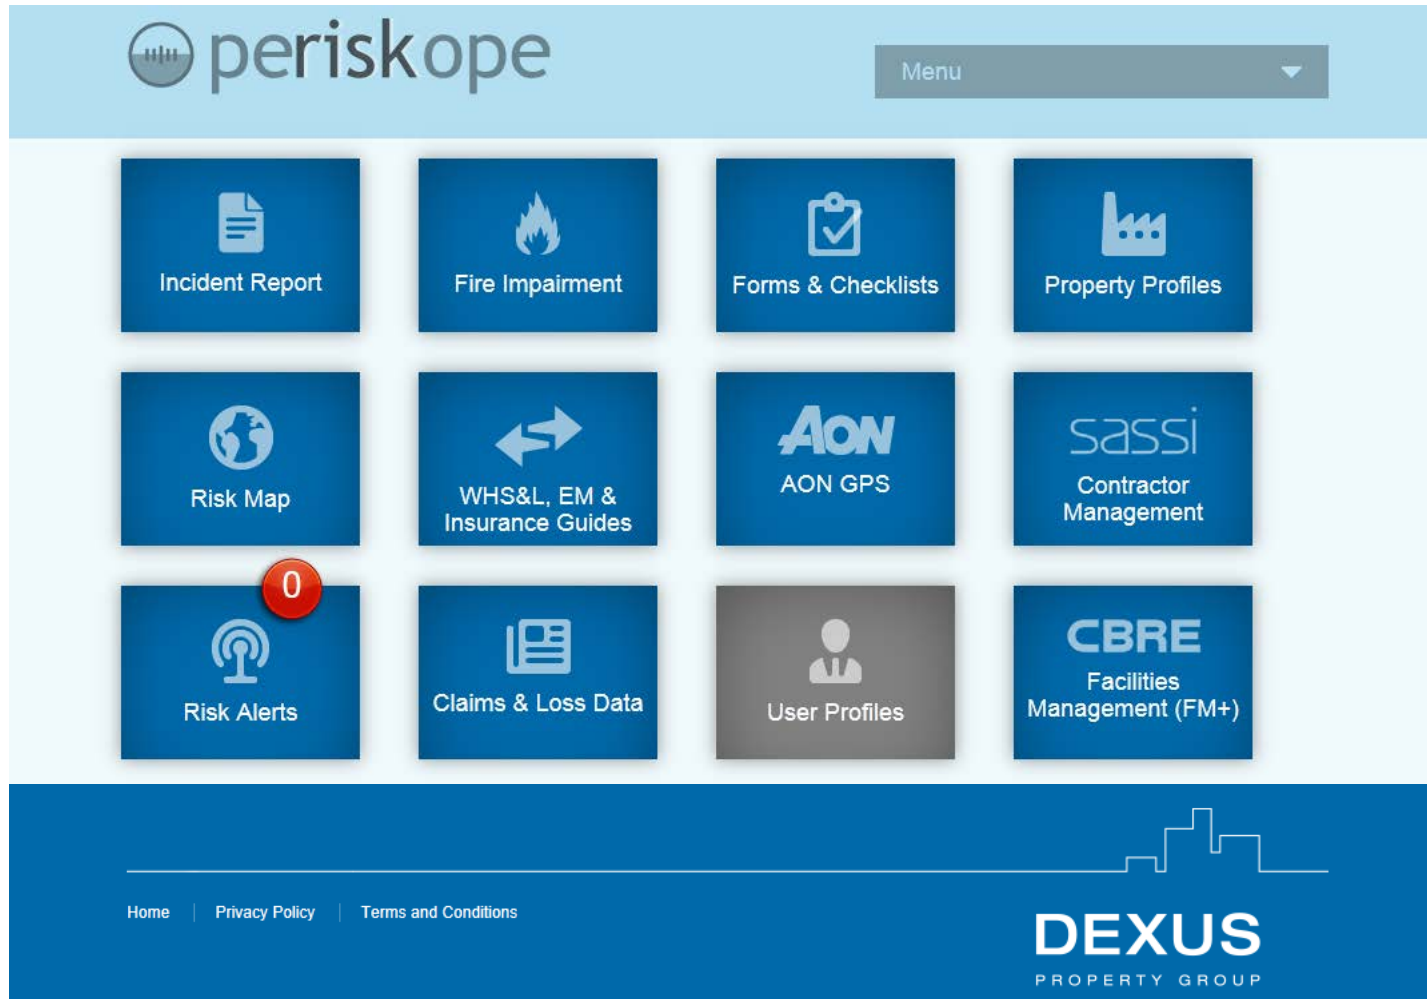 periskope
Menu
Incident Report
Fire Impairment
Forms & Checklists
Property Profiles
Risk Map
WHS&L, EM &
Insurance Guides
AON
AON GPS
sassi
Contractor
Management
0
Risk Alerts
Claims & Loss Data
User Profiles
CBRE
Facilities
Management (FM+)
Home
Privacy Policy
Terms and Conditions
DEXUS
PROPERTY GROUP